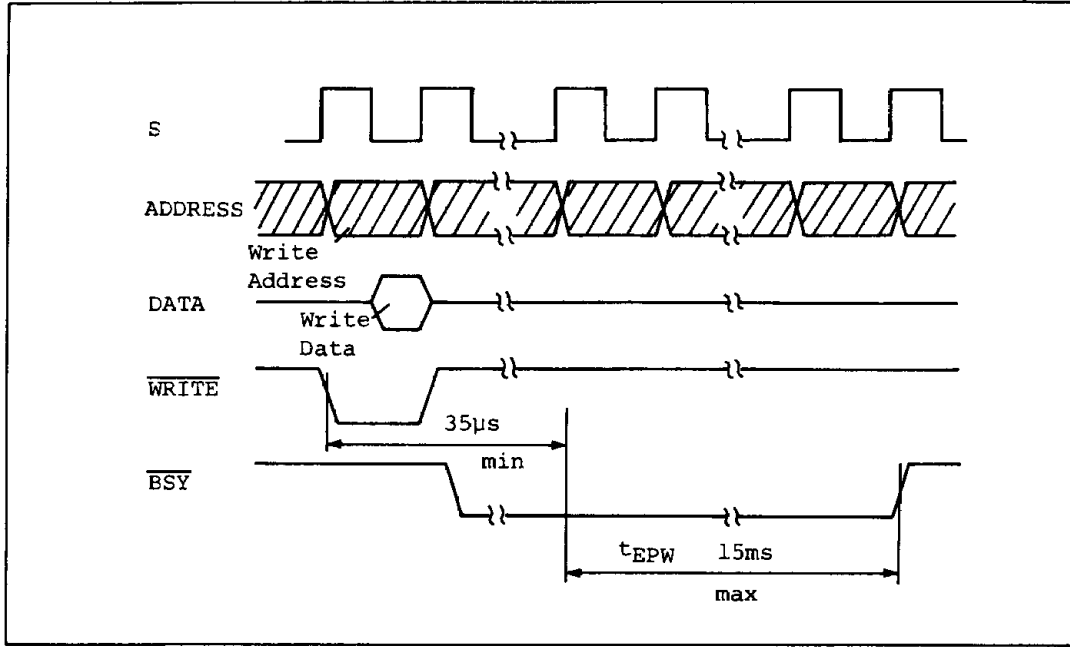 S
ADDRESS
Write
Address
DATA
Write
Data
WRITE
35µs
min
BSY
tEPW 15ms
max